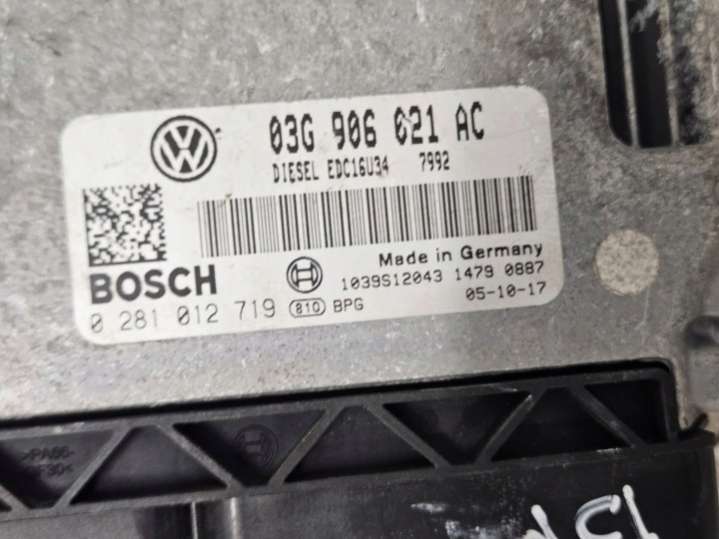 03G 906 021 AC
DIESEL EDC16U34 7992
Made in Germany
BOSCH
1039S12043 1479 0887
0 281 012 719 810 BPG
05-10-17
>PA66-